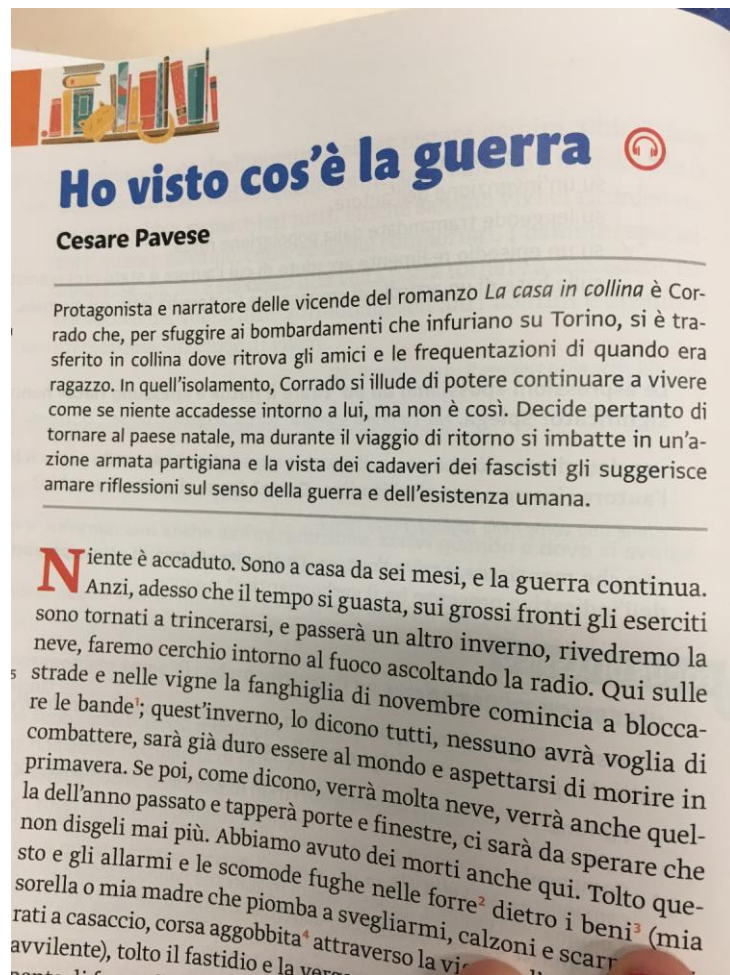 Ho visto cos'è la guerra
Cesare Pavese
Protagonista e narratore delle vicende del romanzo La casa in collina è Cor-
rado che, per sfuggire ai bombardamenti che infuriano su Torino, si è tra-
sferito in collina dove ritrova gli amici e le frequentazioni di quando era
ragazzo. In quell'isolamento, Corrado si illude di potere continuare a vivere
come se niente accadesse intorno a lui, ma non è così. Decide pertanto di
tornare al paese natale, ma durante il viaggio di ritorno si imbatte in un'a-
zione armata partigiana e la vista dei cadaveri dei fascisti gli suggerisce
amare riflessioni sul senso della guerra e dell'esistenza umana.
Niente è accaduto. Sono a casa da sei mesi, e la guerra continua.
Anzi, adesso che il tempo si guasta, sui grossi fronti gli eserciti
sono tornati a trincerarsi, e passerà un altro inverno, rivedremo la
neve, faremo cerchio intorno al fuoco ascoltando la radio. Qui sulle
5 strade e nelle vigne la fanghiglia di novembre comincia a blocca-
re le bande¹; quest'inverno, lo dicono tutti, nessuno avrà voglia di
combattere, sarà già duro essere al mondo e aspettarsi di morire in
primavera. Se poi, come dicono, verrà molta neve, verrà anche quel-
la dell'anno passato e tapperà porte e finestre, ci sarà da sperare che
non disgeli mai più. Abbiamo avuto dei morti anche qui. Tolto que-
sto e gli allarmi e le scomode fughe nelle forre² dietro i beni³ (mia
sorella o mia madre che piomba a svegliarmi, calzoni e scarp
rati a casaccio, corsa aggobbita⁴ attraverso la
avvilente), tolto il fastidio e la